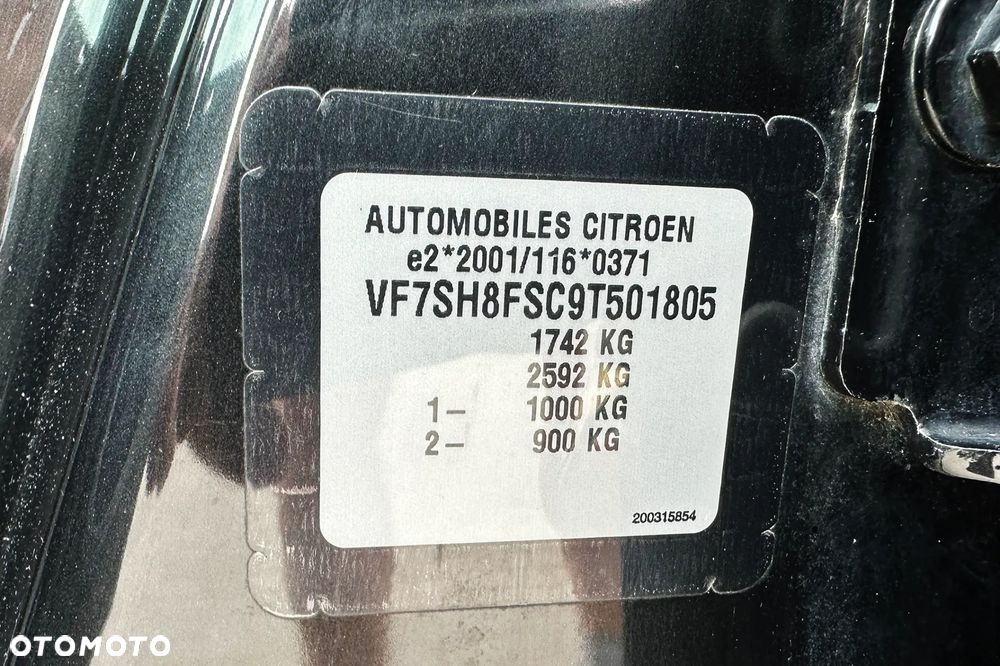 AUTOMOBILES CITROEN
e2*2001/116*0371
VF7SH8FSC9T501805
1742 KG
2592 KG
1– 1000 KG
2– 900 KG
200315854
OTOMOTO